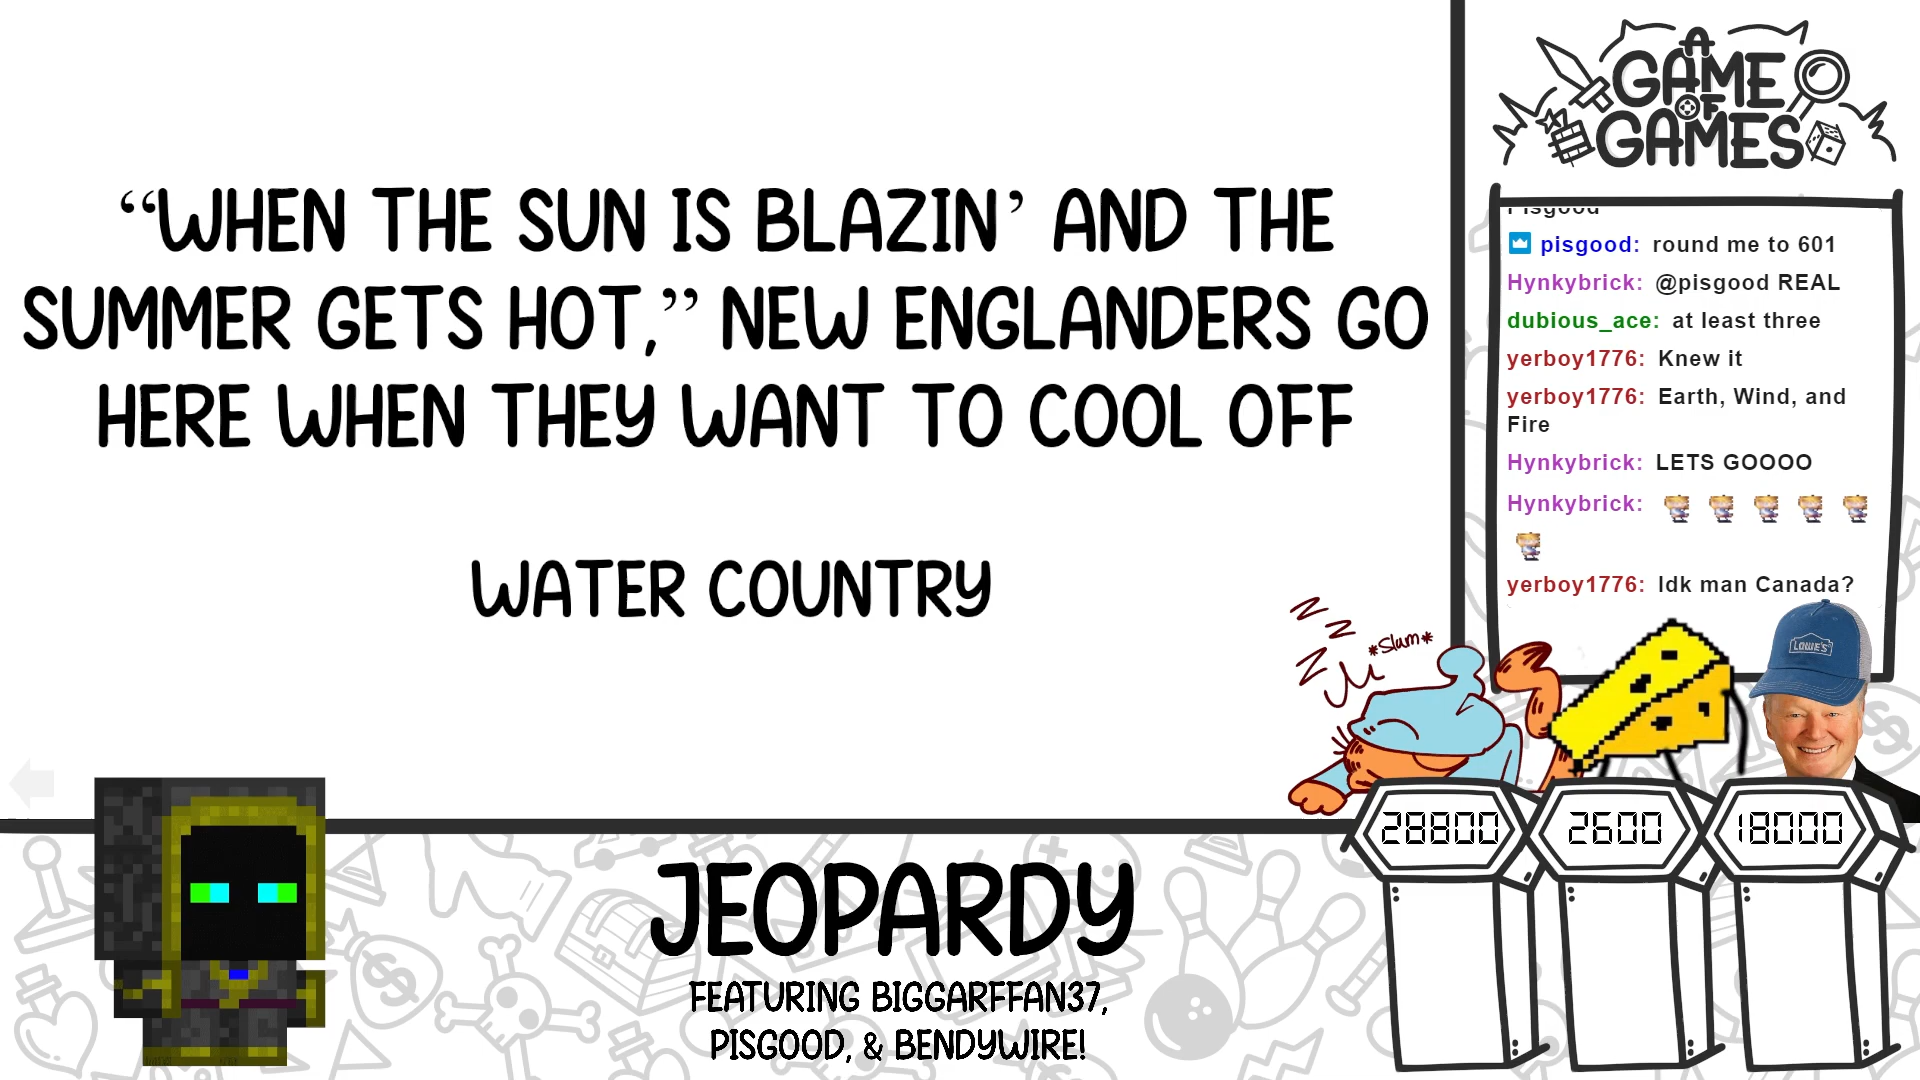 “WHEN THE SUN IS BLAZIN’ AND THE
SUMMER GETS HOT,” NEW ENGLANDERS GO
HERE WHEN THEY WANT TO COOL OFF
WATER COUNTRY
A
GAME
OF
GAMES
Pisgood
pisgood: round me to 601
Hynkybrick: @pisgood REAL
dubious_ace: at least three
yerboy1776: Knew it
yerboy1776: Earth, Wind, and
Fire
Hynkybrick: LETS GOOOO
Hynkybrick:
yerboy1776: Idk man Canada?
LOWE'S
Z Z
Z
*Slum*
28800
2600
18000
JEOPARDY
FEATURING BIGGARFFAN37,
PISGOOD, & BENDYWIRE!